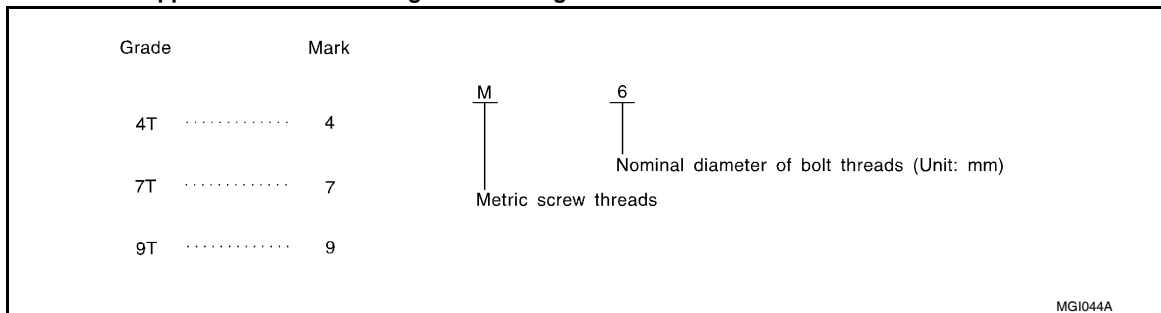 Grade Mark
M 6
4T ............. 4
Nominal diameter of bolt threads (Unit: mm)
7T ............. 7
Metric screw threads
9T ............. 9
MGI044A